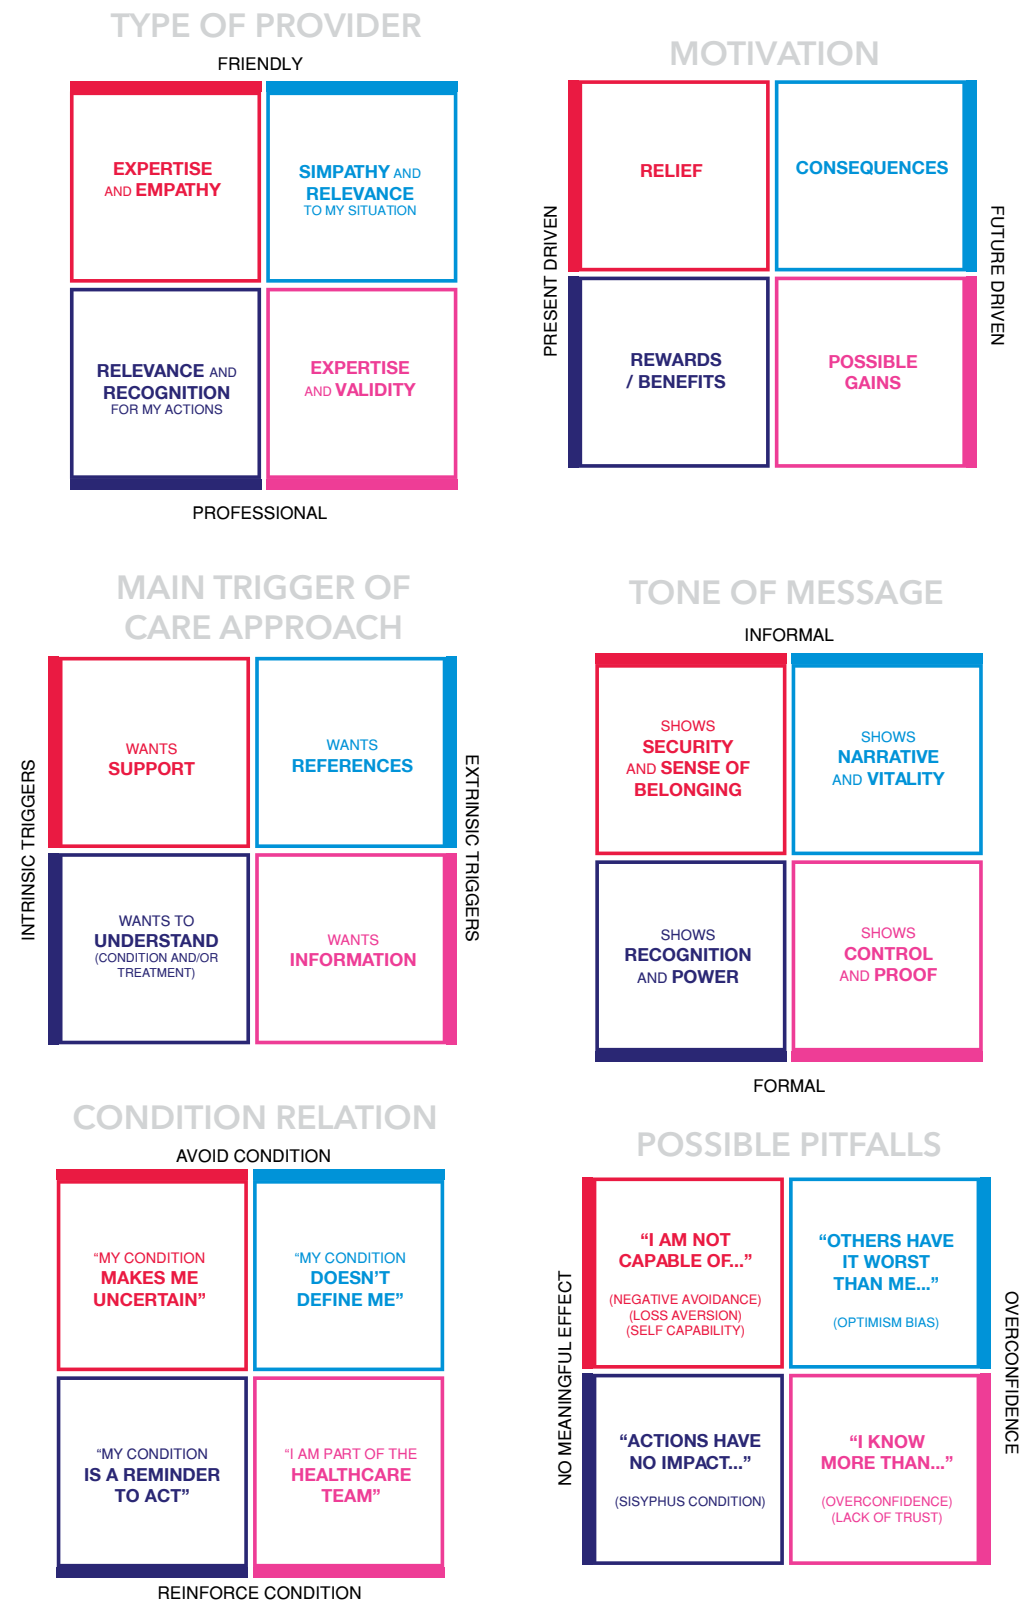 TYPE OF PROVIDER
FRIENDLY
EXPERTISE
AND EMPATHY
SIMPATHY AND
RELEVANCE
TO MY SITUATION
RELEVANCE AND
RECOGNITION
FOR MY ACTIONS
EXPERTISE
AND VALIDITY
PROFESSIONAL
MOTIVATION
PRESENT DRIVEN
RELIEF
CONSEQUENCES
REWARDS
/ BENEFITS
POSSIBLE
GAINS
FUTURE DRIVEN
MAIN TRIGGER OF
CARE APPROACH
INTRINSIC TRIGGERS
WANTS
SUPPORT
WANTS
REFERENCES
WANTS TO
UNDERSTAND
(CONDITION AND/OR
TREATMENT)
WANTS
INFORMATION
EXTRINSIC TRIGGERS
TONE OF MESSAGE
INFORMAL
SHOWS
SECURITY
AND SENSE OF
BELONGING
SHOWS
NARRATIVE
AND VITALITY
SHOWS
RECOGNITION
AND POWER
SHOWS
CONTROL
AND PROOF
FORMAL
CONDITION RELATION
AVOID CONDITION
“MY CONDITION
MAKES ME
UNCERTAIN”
“MY CONDITION
DOESN’T
DEFINE ME”
“MY CONDITION
IS A REMINDER
TO ACT”
“I AM PART OF THE
HEALTHCARE
TEAM”
REINFORCE CONDITION
POSSIBLE PITFALLS
NO MEANINGFUL EFFECT
“I AM NOT
CAPABLE OF...”
(NEGATIVE AVOIDANCE)
(LOSS AVERSION)
(SELF CAPABILITY)
“OTHERS HAVE
IT WORST
THAN ME...”
(OPTIMISM BIAS)
“ACTIONS HAVE
NO IMPACT...”
(SISYPHUS CONDITION)
“I KNOW
MORE THAN...”
(OVERCONFIDENCE)
(LACK OF TRUST)
OVERCONFIDENCE